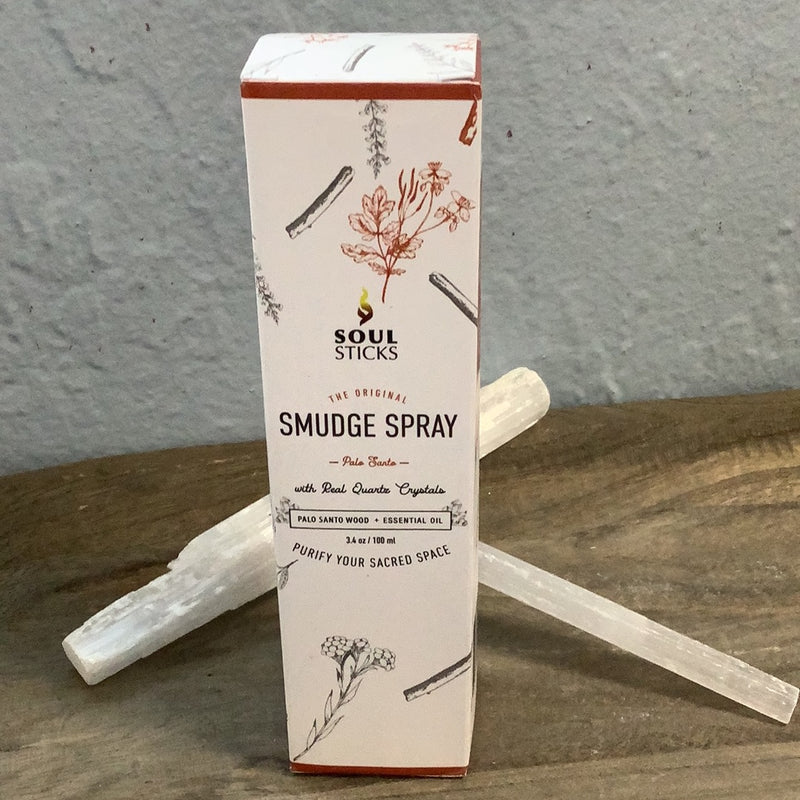 SOUL
STICKS
THE ORIGINAL
SMUDGE SPRAY
— Palo Santo —
with Real Quartz Crystals
PALO SANTO WOOD + ESSENTIAL OIL
3.4 oz / 100 ml
PURIFY YOUR SACRED SPACE